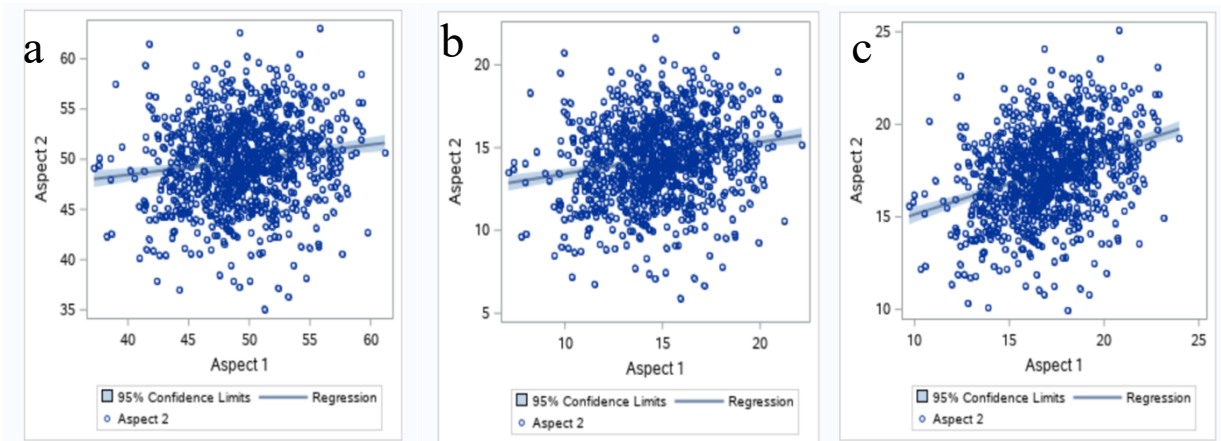 a
60
55
50
45
40
35
Aspect 2
40 45 50 55 60
Aspect 1
95% Confidence Limits Regression
Aspect 2
b
20
15
10
5
Aspect 2
10 15 20
Aspect 1
95% Confidence Limits Regression
Aspect 2
c
25
20
15
10
Aspect 2
10 15 20 25
Aspect 1
95% Confidence Limits Regression
Aspect 2